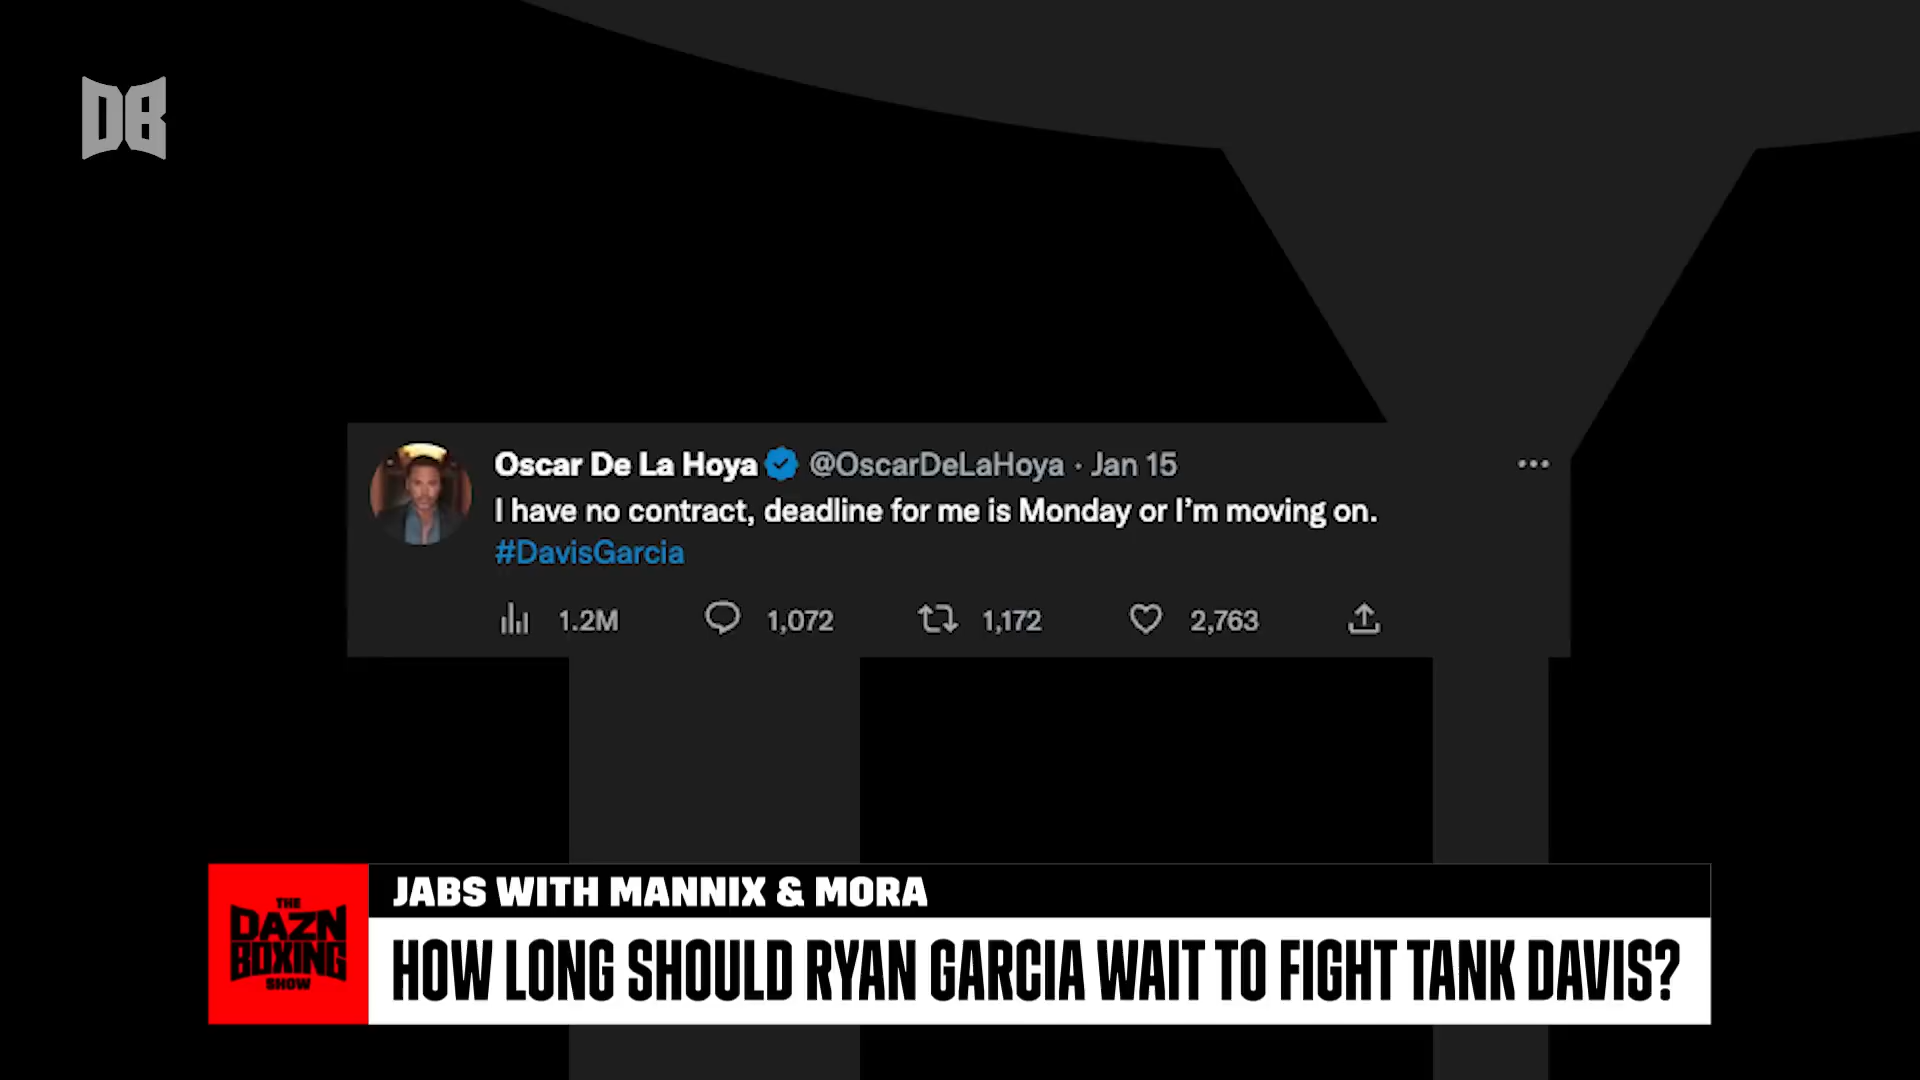 DB
Oscar De La Hoya @OscarDeLaHoya · Jan 15
I have no contract, deadline for me is Monday or I’m moving on.
#DavisGarcia
1.2M 1,072 1,172 2,763
JABS WITH MANNIX & MORA
THE
DAZN
BOXING
SHOW
HOW LONG SHOULD RYAN GARCIA WAIT TO FIGHT TANK DAVIS?